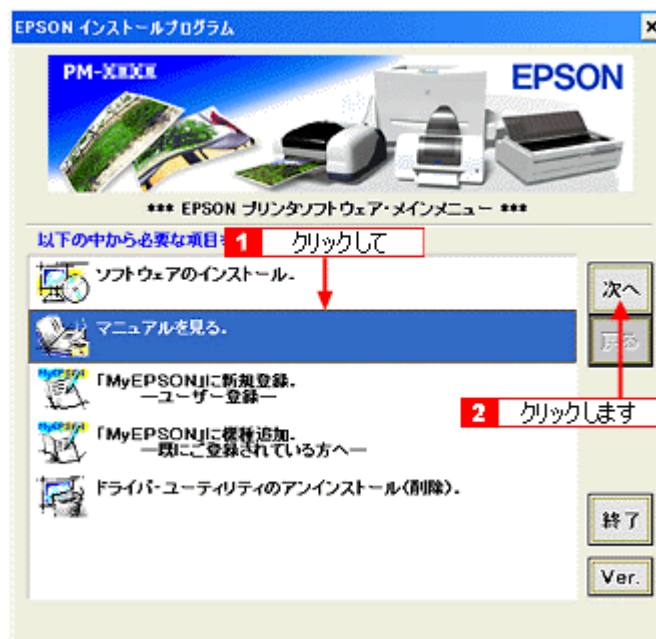 EPSON インストールプログラム
PM-XXXX
EPSON
*** EPSON プリンタソフトウェア・メインメニュー ***
以下の中から必要な項目
1 クリックして
ソフトウェアのインストール.
次へ
マニュアルを見る.
戻る
「MyEPSON」に新規登録.
―ユーザー登録―
2 クリックします
「MyEPSON」に機種追加.
―既にご登録されている方へ―
ドライバ・ユーティリティのアンインストール(削除).
終了
Ver.